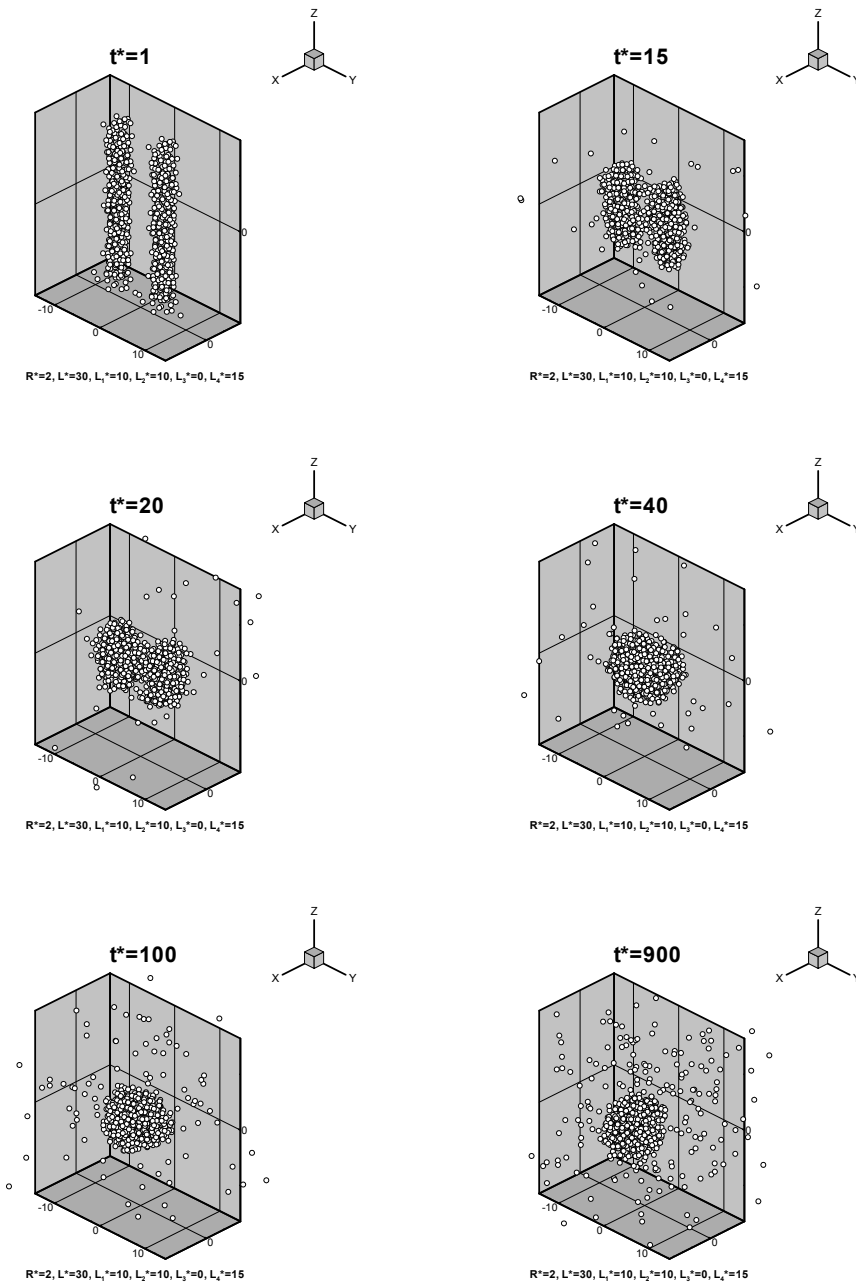 Z
Z
t*=1
t*=15
X
Y
X
Y
0
0
-10
-10
0
0
0
0
10
10
R*=2, L*=30, L₁*=10, L₂*=10, L₃*=0, L₄*=15
R*=2, L*=30, L₁*=10, L₂*=10, L₃*=0, L₄*=15
Z
Z
t*=20
t*=40
X
Y
X
Y
0
0
-10
-10
0
0
0
0
10
10
R*=2, L*=30, L₁*=10, L₂*=10, L₃*=0, L₄*=15
R*=2, L*=30, L₁*=10, L₂*=10, L₃*=0, L₄*=15
Z
Z
t*=100
t*=900
X
Y
X
Y
0
0
-10
-10
0
0
0
0
10
10
R*=2, L*=30, L₁*=10, L₂*=10, L₃*=0, L₄*=15
R*=2, L*=30, L₁*=10, L₂*=10, L₃*=0, L₄*=15